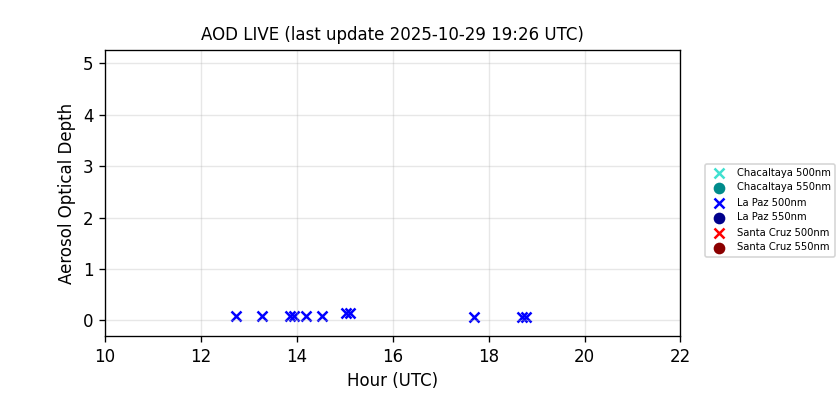 AOD LIVE (last update 2025-10-29 19:26 UTC)
5
4
3
2
1
0
Aerosol Optical Depth
10 12 14 16 18 20 22
Hour (UTC)
Chacaltaya 500nm
Chacaltaya 550nm
La Paz 500nm
La Paz 550nm
Santa Cruz 500nm
Santa Cruz 550nm